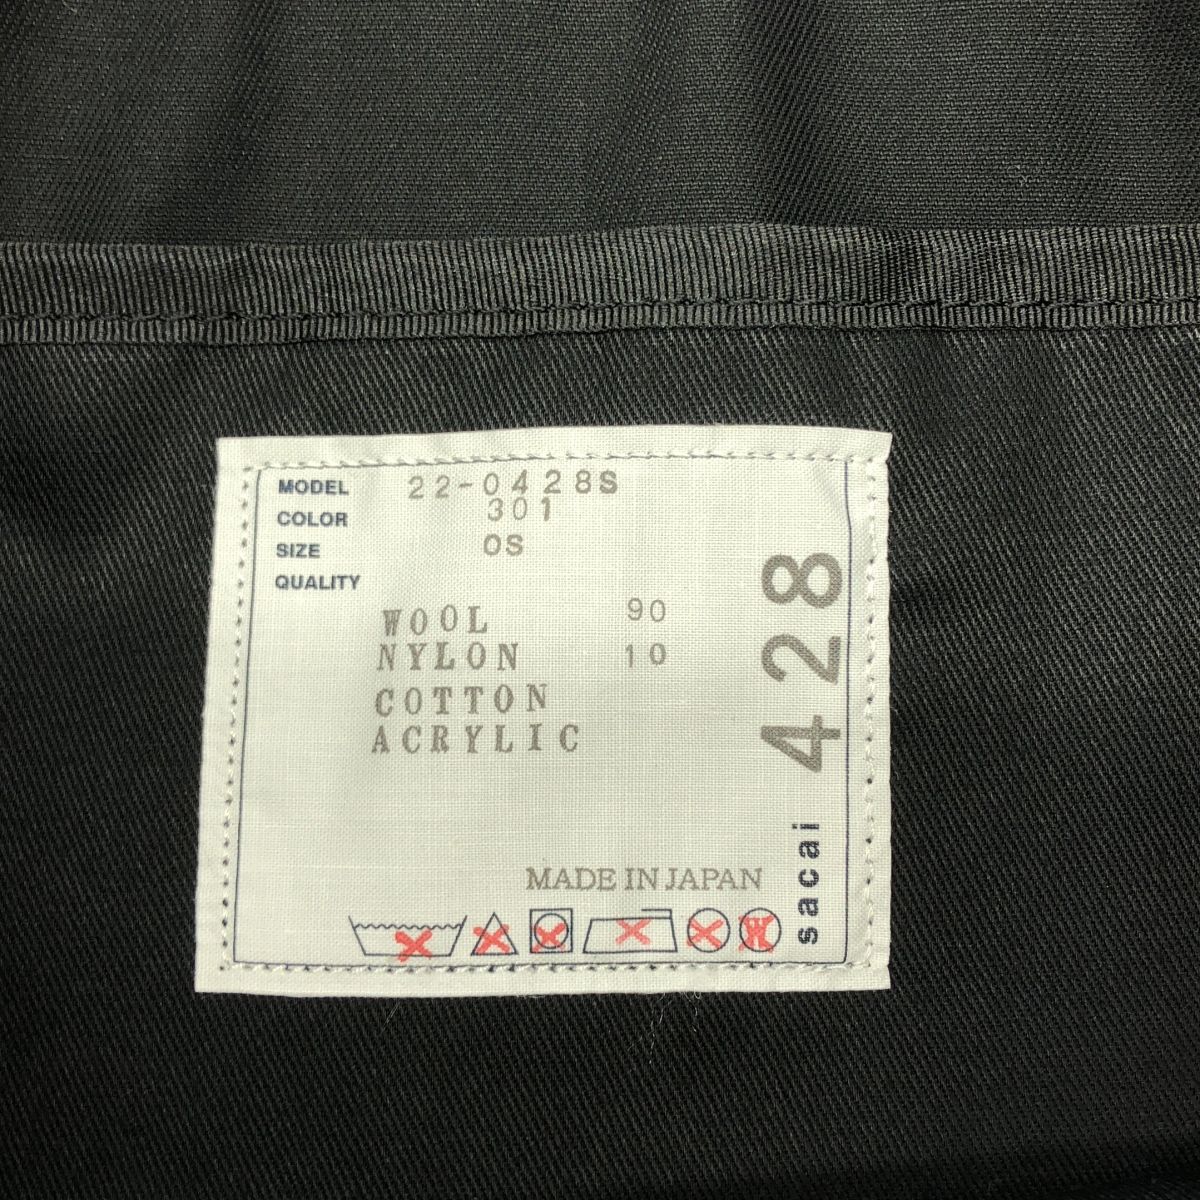 MODEL 22-0428S
COLOR 301
SIZE OS
QUALITY
WOOL 90
NYLON 10
COTTON
ACRYLIC
MADE IN JAPAN
W
sacai 428